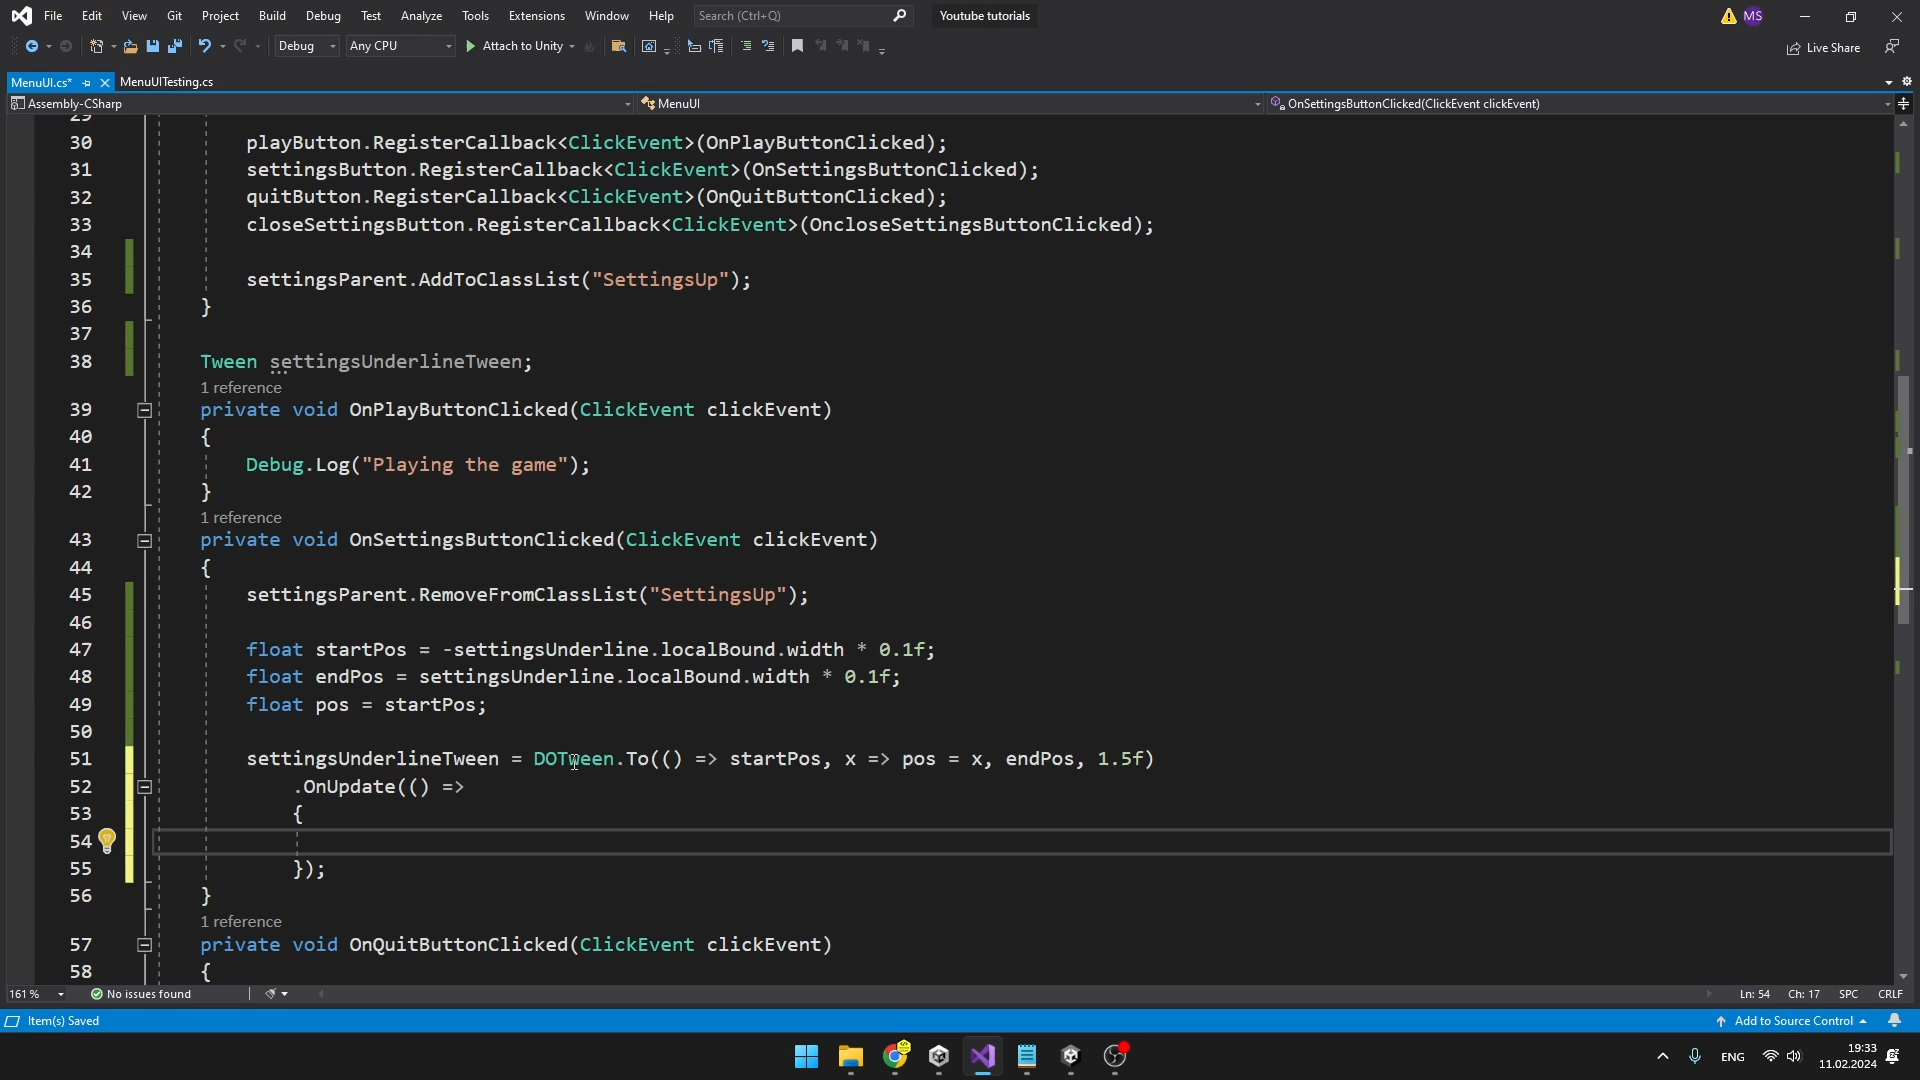 File Edit View Git Project Build Debug Test Analyze Tools Extensions Window Help Search (Ctrl+Q) Youtube tutorials MS
Debug Any CPU Attach to Unity Live Share
MenuUI.cs* MenuUITesting.cs
Assembly-CSharp MenuUI OnSettingsButtonClicked(ClickEvent clickEvent)
29
30 playButton.RegisterCallback<ClickEvent>(OnPlayButtonClicked);
31 settingsButton.RegisterCallback<ClickEvent>(OnSettingsButtonClicked);
32 quitButton.RegisterCallback<ClickEvent>(OnQuitButtonClicked);
33 closeSettingsButton.RegisterCallback<ClickEvent>(OncloseSettingsButtonClicked);
34
35 settingsParent.AddToClassList("SettingsUp");
36 }
37
38 Tween settingsUnderlineTween;
1 reference
39 private void OnPlayButtonClicked(ClickEvent clickEvent)
40 {
41 Debug.Log("Playing the game");
42 }
1 reference
43 private void OnSettingsButtonClicked(ClickEvent clickEvent)
44 {
45 settingsParent.RemoveFromClassList("SettingsUp");
46
47 float startPos = -settingsUnderline.localBound.width * 0.1f;
48 float endPos = settingsUnderline.localBound.width * 0.1f;
49 float pos = startPos;
50
51 settingsUnderlineTween = DOTween.To(() => startPos, x => pos = x, endPos, 1.5f)
52 .OnUpdate(() =>
53 {
54
55 });
56 }
1 reference
57 private void OnQuitButtonClicked(ClickEvent clickEvent)
58 {
161 % No issues found Ln: 54 Ch: 17 SPC CRLF
Item(s) Saved Add to Source Control
ENG 19:33
11.02.2024